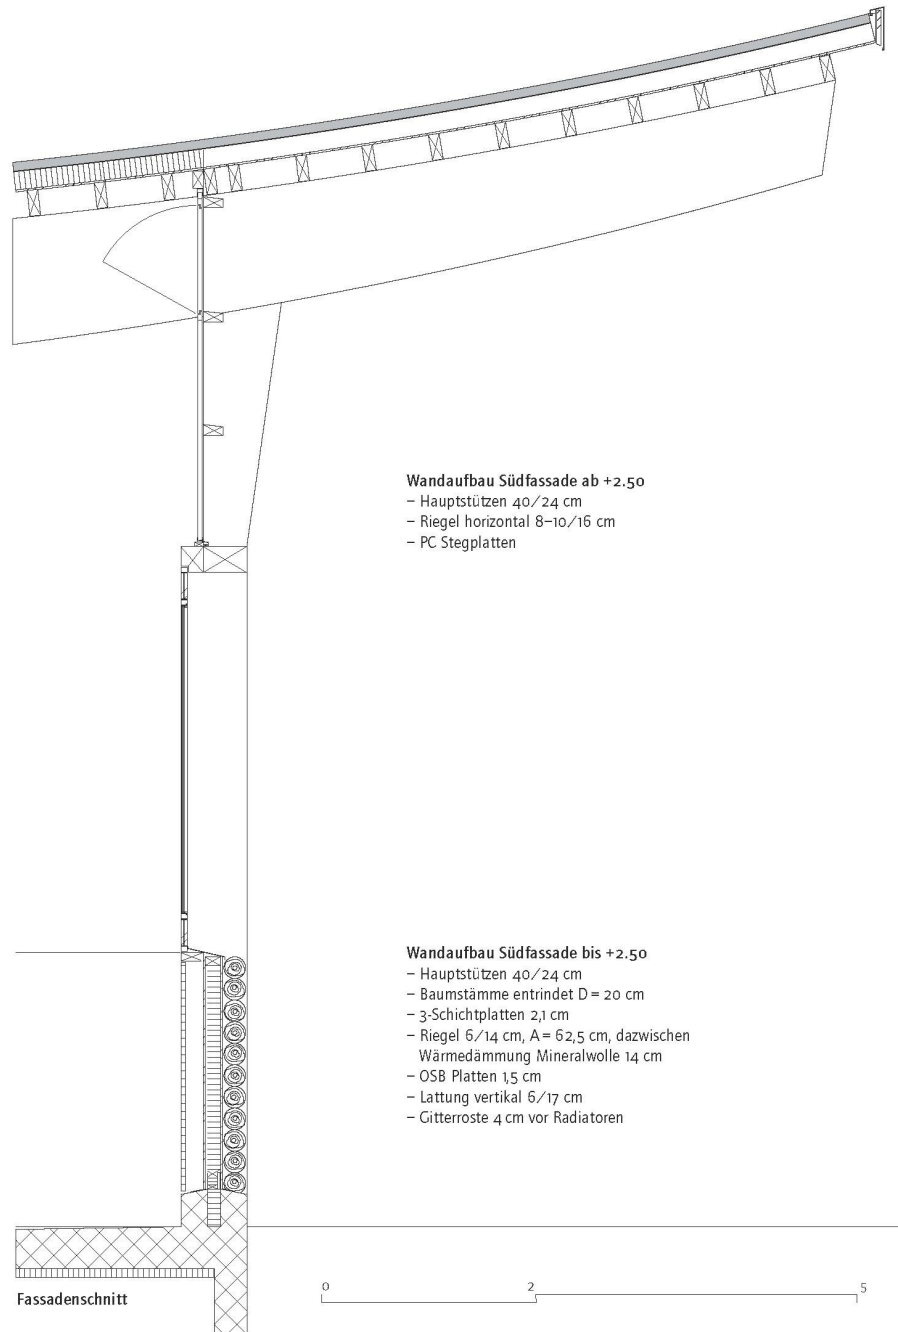 Wandaufbau Südfassade ab +2.50
– Hauptstützen 40/24 cm
– Riegel horizontal 8–10/16 cm
– PC Stegplatten
Wandaufbau Südfassade bis +2.50
– Hauptstützen 40/24 cm
– Baumstämme entrindet D = 20 cm
– 3-Schichtplatten 2,1 cm
– Riegel 6/14 cm, A = 62,5 cm, dazwischen
Wärmedämmung Mineralwolle 14 cm
– OSB Platten 1,5 cm
– Lattung vertikal 6/17 cm
– Gitterroste 4 cm vor Radiatoren
0 2 5
Fassadenschnitt